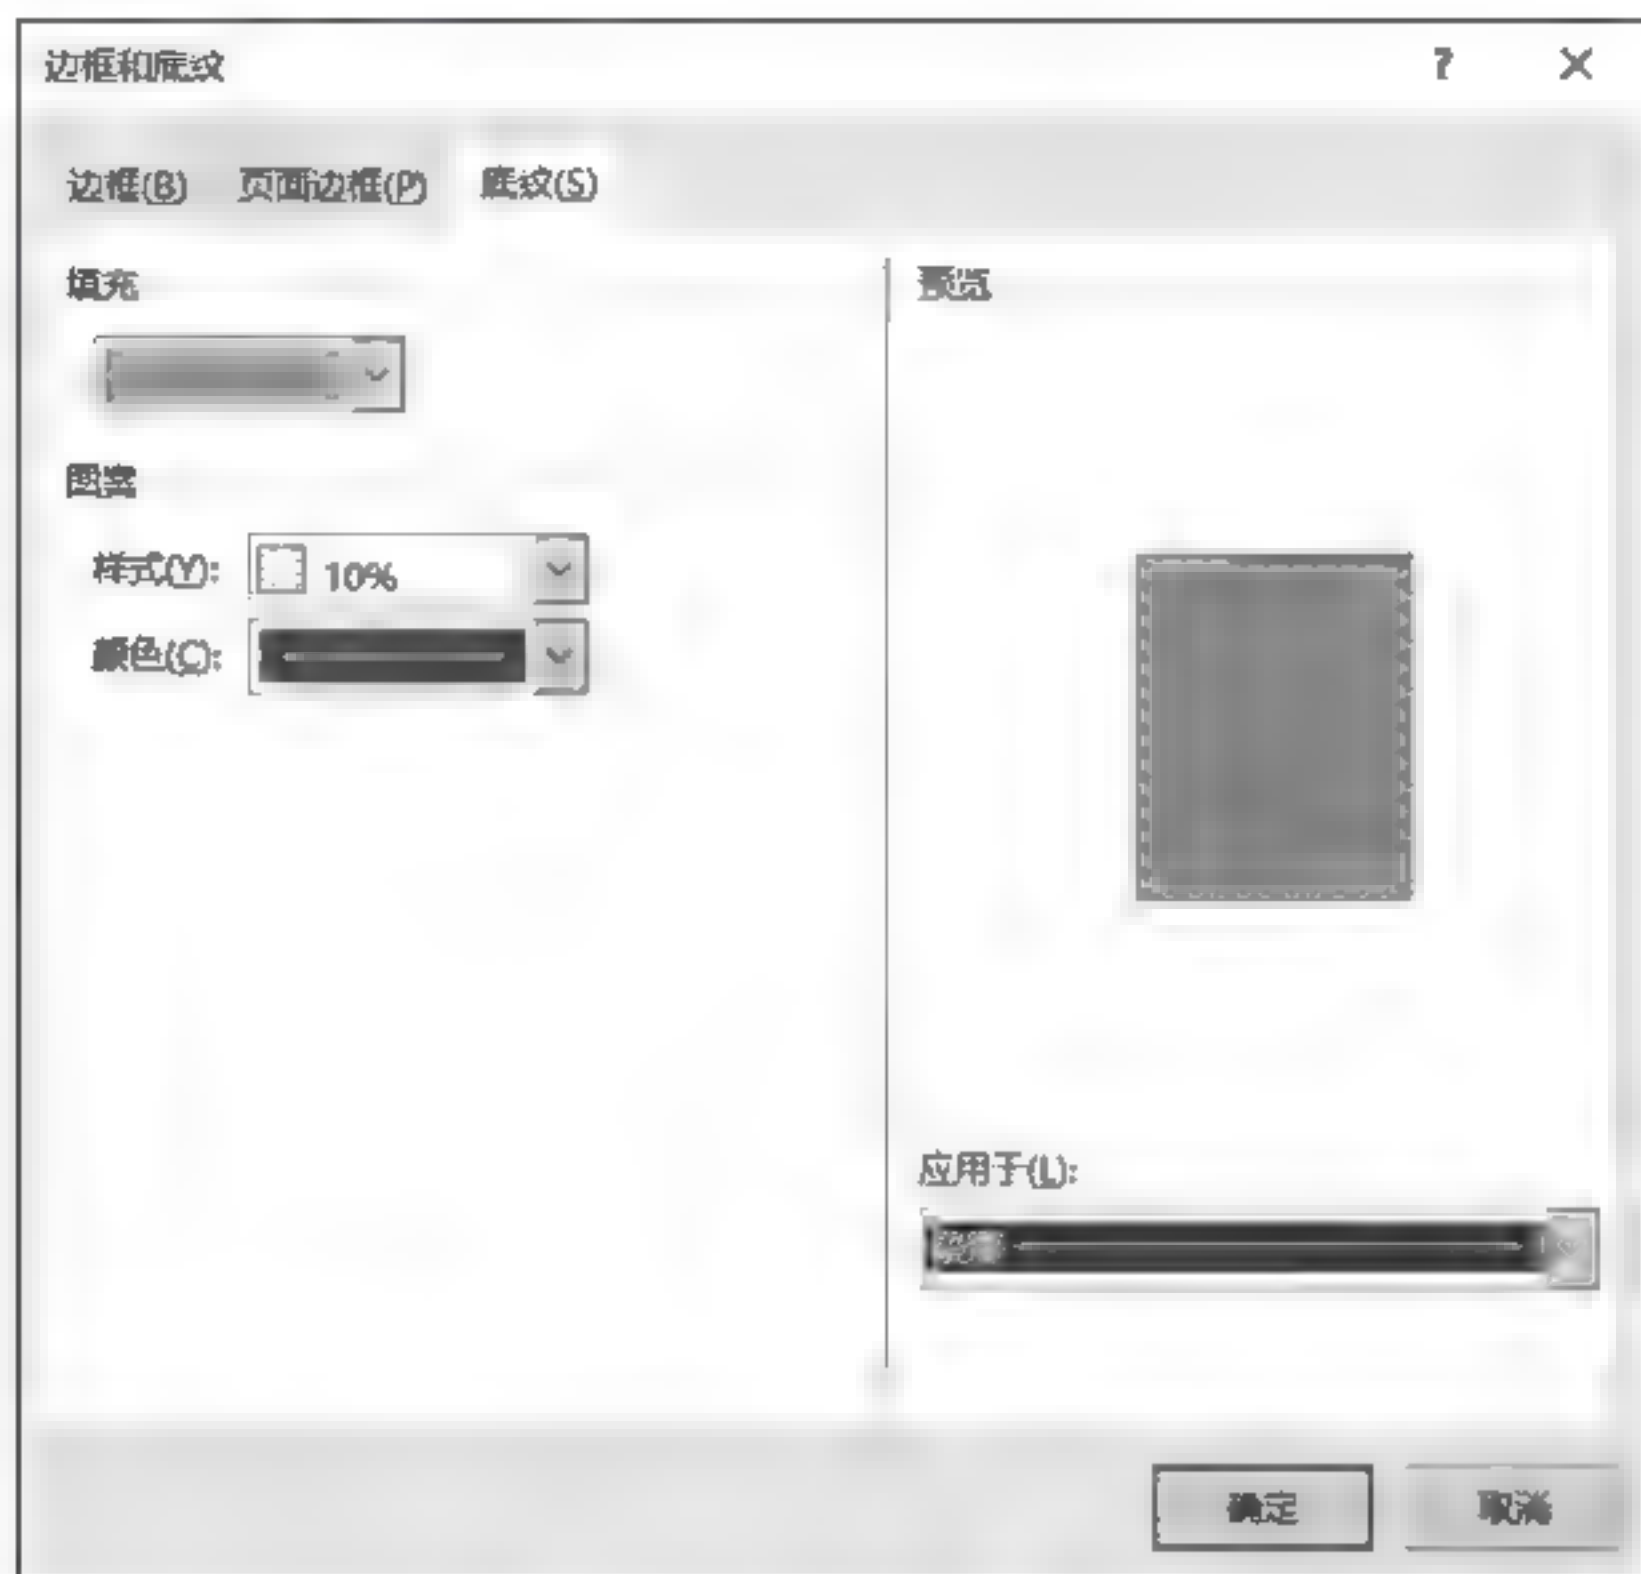 边框和底纹
边框(B) 页面边框(P) 底纹(S)
填充
图案
样式(Y): 10%
颜色(C):
预览
应用于(L):
确定 取消